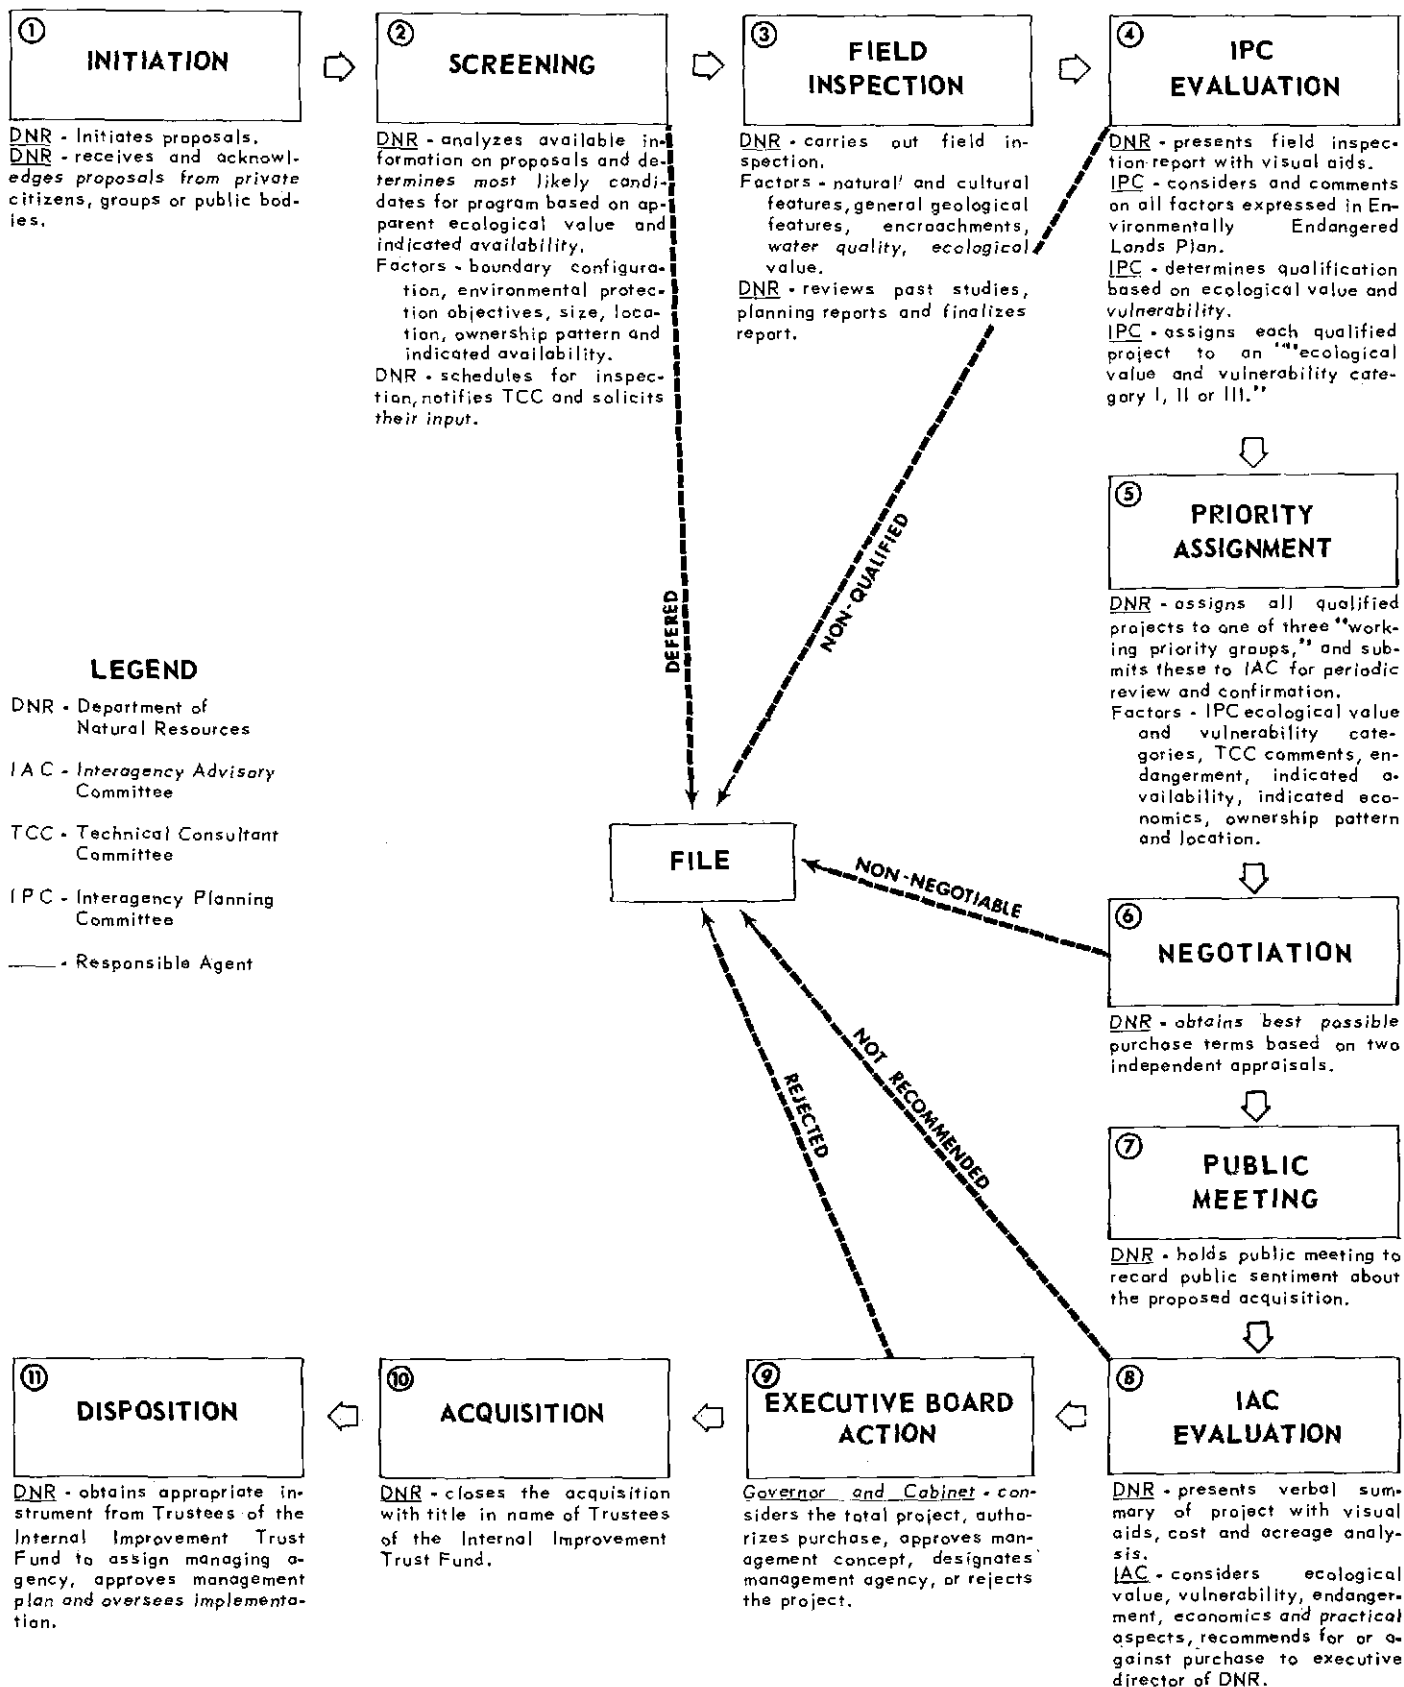 ①
INITIATION
DNR - Initiates proposals.
DNR - receives and acknowl-
edges proposals from private
citizens, groups or public bod-
ies.
②
SCREENING
DNR - analyzes available in-
formation on proposals and de-
termines most likely candi-
dates for program based on ap-
parent ecological value and
indicated availability.
Factors - boundary configura-
tion, environmental protec-
tion objectives, size, loca-
tion, ownership pattern and
indicated availability.
DNR - schedules for inspec-
tion, notifies TCC and solicits
their input.
③
FIELD
INSPECTION
DNR - carries out field in-
spection.
Factors - natural and cultural
features, general geological
features, encroachments,
water quality, ecological
value.
DNR - reviews past studies,
planning reports and finalizes
report.
④
IPC
EVALUATION
DNR - presents field inspec-
tion report with visual aids.
IPC - considers and comments
on all factors expressed in En-
vironmentally Endangered
Lands Plan.
IPC - determines qualification
based on ecological value and
vulnerability.
IPC - assigns each qualified
project to an ""ecological
value and vulnerability cate-
gory I, II or III."
⑤
PRIORITY
ASSIGNMENT
DNR - assigns all qualified
projects to one of three "work-
ing priority groups," and sub-
mits these to IAC for periodic
review and confirmation.
Factors - IPC ecological value
and vulnerability cate-
gories, TCC comments, en-
dangerment, indicated a-
vailability, indicated eco-
nomics, ownership pattern
and location.
DEFERED
NON-QUALIFIED
LEGEND
DNR - Department of
Natural Resources
IAC - Interagency Advisory
Committee
TCC - Technical Consultant
Committee
IPC - Interagency Planning
Committee
- Responsible Agent
FILE
NON-NEGOTIABLE
⑥
NEGOTIATION
DNR - obtains best possible
purchase terms based on two
independent appraisals.
NOT RECOMMENDED
REJECTED
⑦
PUBLIC
MEETING
DNR - holds public meeting to
record public sentiment about
the proposed acquisition.
⑧
IAC
EVALUATION
DNR - presents verbal sum-
mary of project with visual
aids, cost and acreage analy-
sis.
IAC - considers ecological
value, vulnerability, endanger-
ment, economics and practical
aspects, recommends for or a-
gainst purchase to executive
director of DNR.
⑨
EXECUTIVE BOARD
ACTION
Governor and Cabinet - con-
siders the total project, autho-
rizes purchase, approves man-
agement concept, designates
management agency, or rejects
the project.
⑩
ACQUISITION
DNR - closes the acquisition
with title in name of Trustees
of the Internal Improvement
Trust Fund.
⑪
DISPOSITION
DNR - obtains appropriate in-
strument from Trustees of the
Internal Improvement Trust
Fund to assign managing a-
gency, approves management
plan and oversees implementa-
tion.